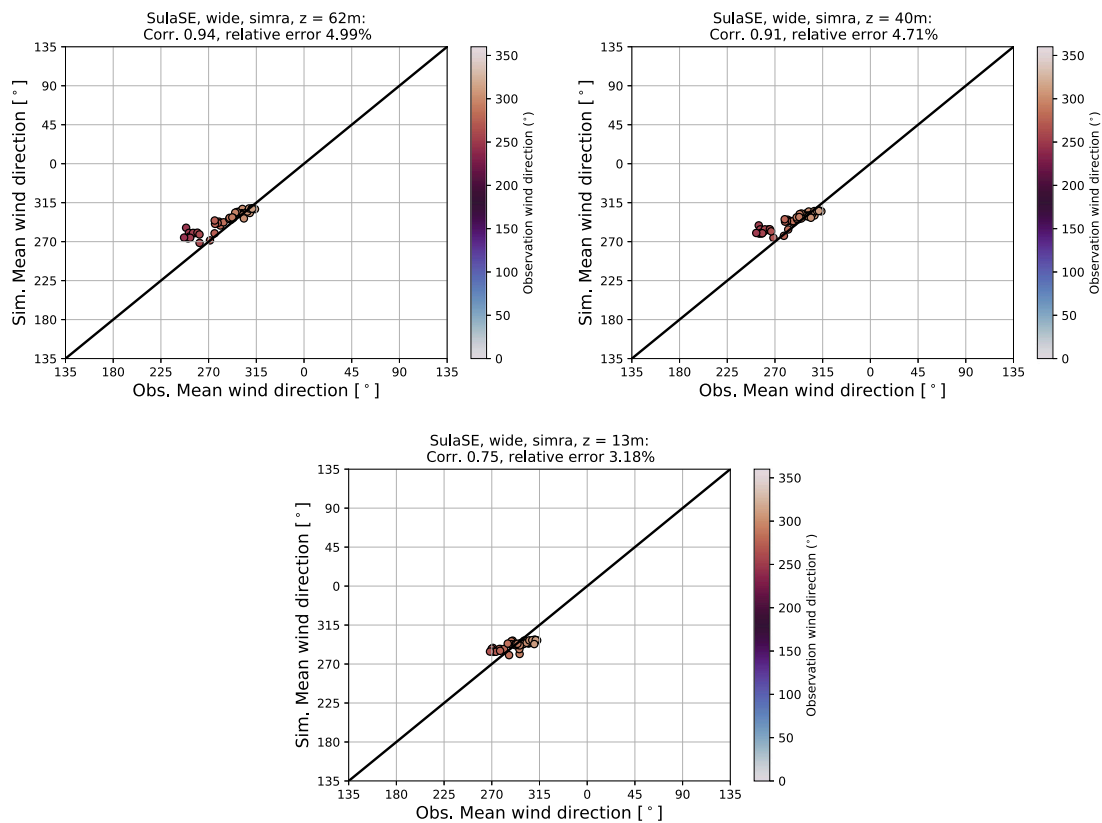 SulaSE, wide, simra, z = 62m:
Corr. 0.94, relative error 4.99%
135
90
45
0
315
270
225
180
135
135 180 225 270 315 0 45 90 135
Sim. Mean wind direction [°]
Obs. Mean wind direction [°]
350
300
250
200
150
100
50
0
Observation wind direction (°)
SulaSE, wide, simra, z = 40m:
Corr. 0.91, relative error 4.71%
135
90
45
0
315
270
225
180
135
135 180 225 270 315 0 45 90 135
Sim. Mean wind direction [°]
Obs. Mean wind direction [°]
350
300
250
200
150
100
50
0
Observation wind direction (°)
SulaSE, wide, simra, z = 13m:
Corr. 0.75, relative error 3.18%
135
90
45
0
315
270
225
180
135
135 180 225 270 315 0 45 90 135
Sim. Mean wind direction [°]
Obs. Mean wind direction [°]
350
300
250
200
150
100
50
0
Observation wind direction (°)